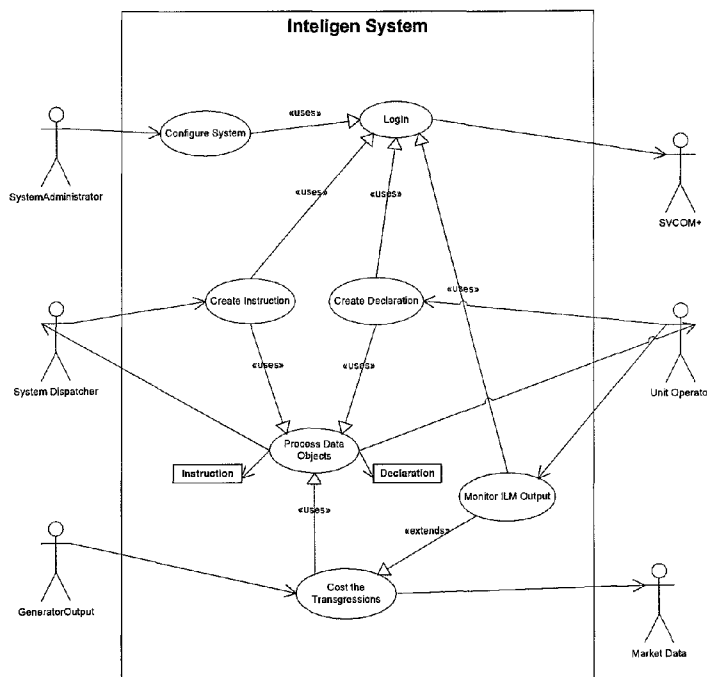 Inteligen System
«uses»
Login
Configure System
SystemAdministrator
SVCOM+
«uses»
«uses»
«uses»
Create Instruction
Create Declaration
«uses»
«uses»
System Dispatcher
Unit Operator
Process Data
Objects
Instruction
Declaration
Monitor ILM Output
«uses»
«extends»
Cost the
Transgressions
GeneratorOutput
Market Data